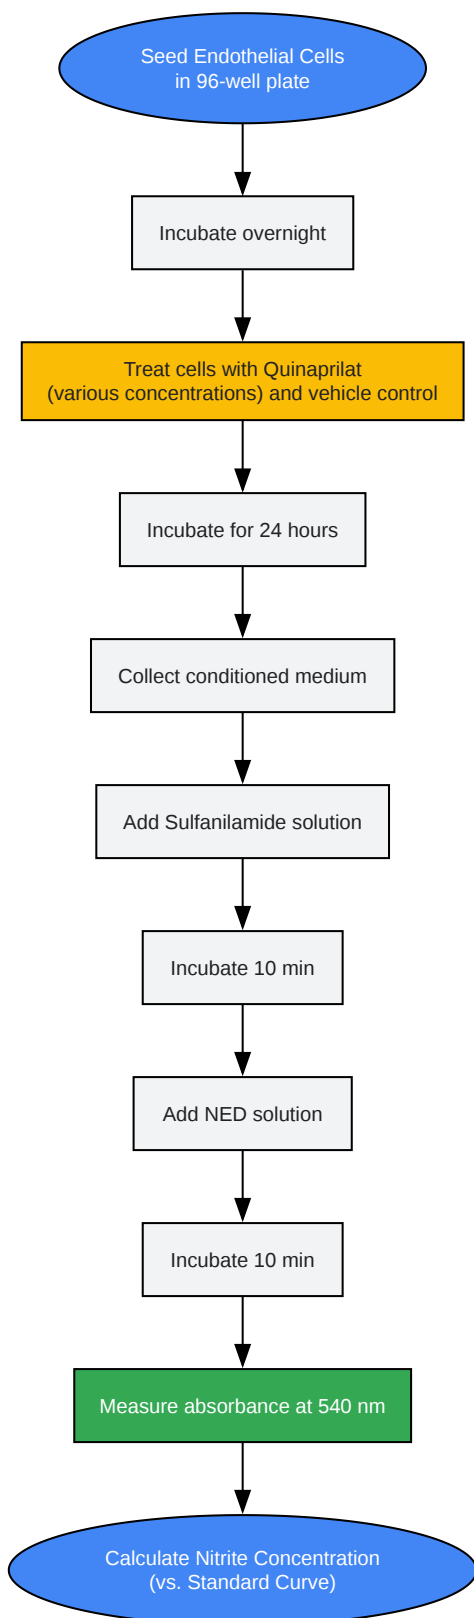 Seed Endothelial Cells
in 96-well plate
Incubate overnight
Treat cells with Quinaprilat
(various concentrations) and vehicle control
Incubate for 24 hours
Collect conditioned medium
Add Sulfanilamide solution
Incubate 10 min
Add NED solution
Incubate 10 min
Measure absorbance at 540 nm
Calculate Nitrite Concentration
(vs. Standard Curve)